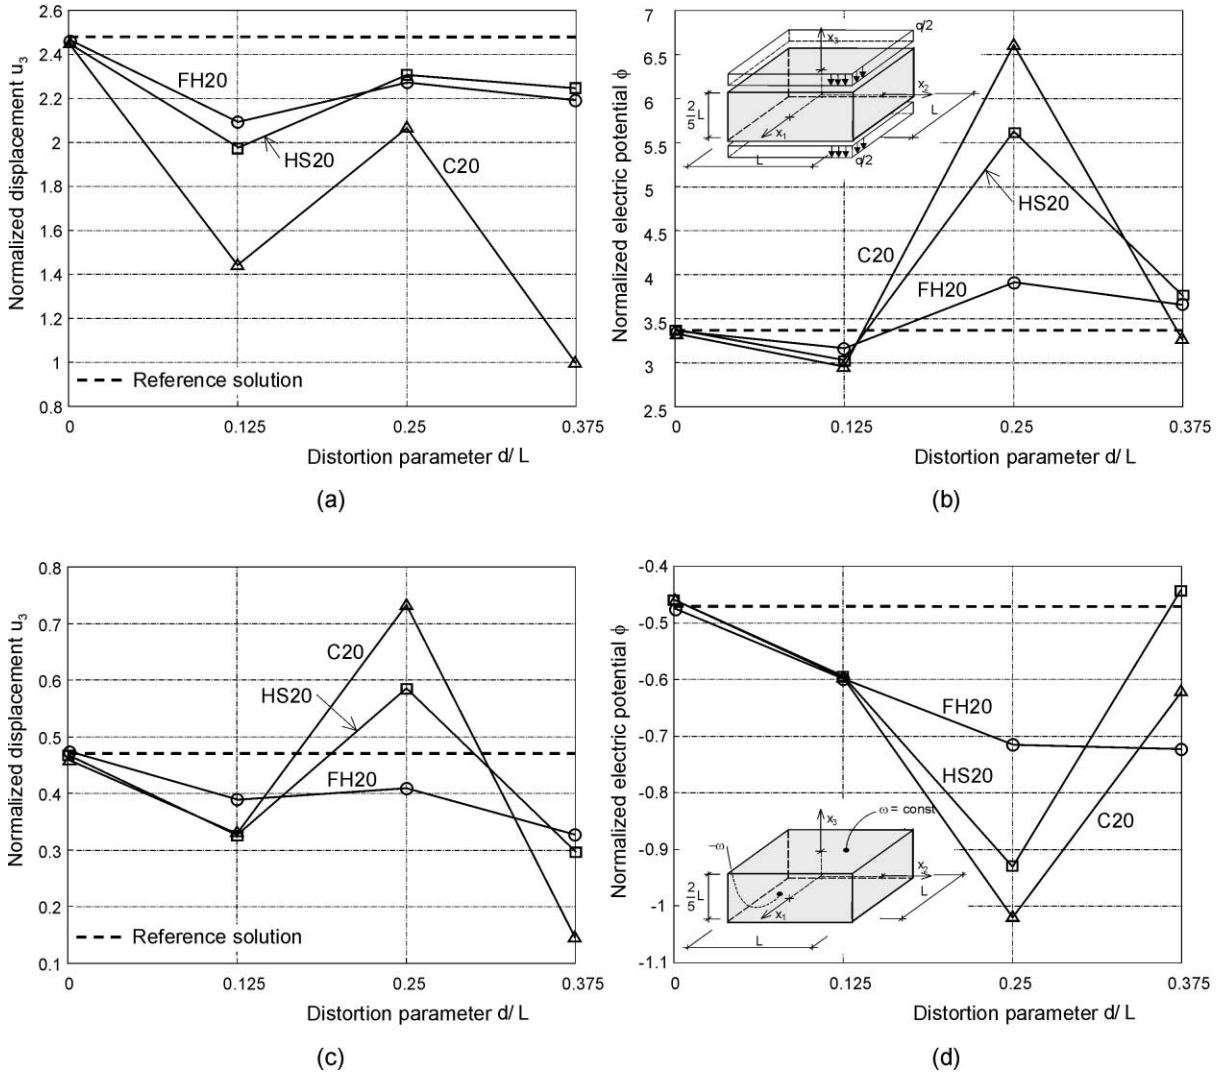 Normalized displacement u3
2.6
2.4
2.2
2
1.8
1.6
1.4
1.2
1
0.8
FH20
HS20
C20
Reference solution
0
0.125
0.25
0.375
Distortion parameter d/ L
(a)
Normalized electric potential ϕ
7
6.5
6
5.5
5
4.5
4
3.5
3
2.5
q/2
x3
x2
L
2/5 L
x1
L
q/2
HS20
C20
FH20
0
0.125
0.25
0.375
Distortion parameter d/ L
(b)
Normalized displacement u3
0.8
0.7
0.6
0.5
0.4
0.3
0.2
0.1
C20
HS20
FH20
Reference solution
0
0.125
0.25
0.375
Distortion parameter d/ L
(c)
Normalized electric potential ϕ
-0.4
-0.5
-0.6
-0.7
-0.8
-0.9
-1
-1.1
FH20
HS20
C20
x3
ω = const
−ω
x2
L
2/5 L
x1
L
0
0.125
0.25
0.375
Distortion parameter d/ L
(d)